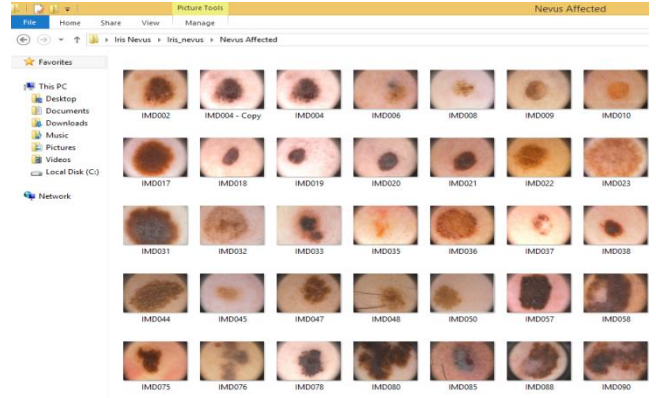 Picture Tools
Nevus Affected
File Home Share View Manage
Iris Nevus Iris_nevus Nevus Affected
Favorites
This PC
Desktop
Documents
Downloads
Music
Pictures
Videos
Local Disk (C:)
Network
IMD002 IMD004 - Copy IMD004 IMD006 IMD008 IMD009 IMD010
IMD017 IMD018 IMD019 IMD020 IMD021 IMD022 IMD023
IMD031 IMD032 IMD033 IMD035 IMD036 IMD037 IMD038
IMD044 IMD045 IMD047 IMD048 IMD050 IMD057 IMD058
IMD075 IMD076 IMD078 IMD080 IMD085 IMD088 IMD090